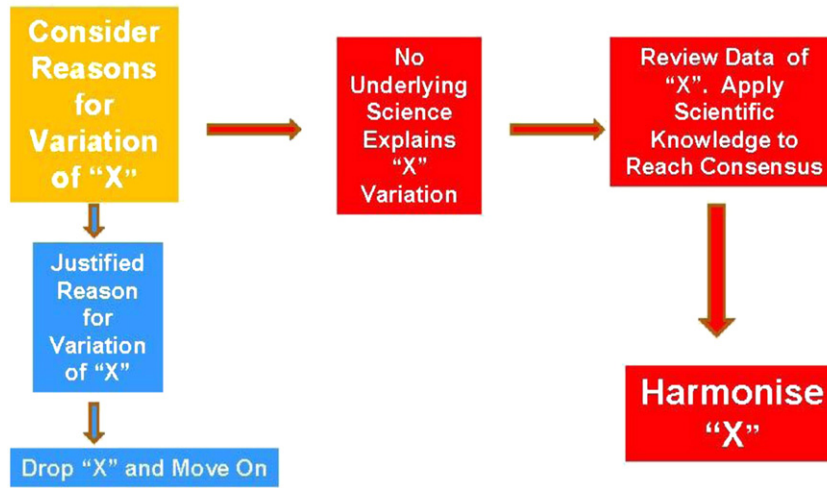 Consider
Reasons
for
Variation
of “X”
No
Underlying
Science
Explains
“X”
Variation
Review Data of
“X”. Apply
Scientific
Knowledge to
Reach Consensus
Justified
Reason
for
Variation
of “X”
Harmonise
“X”
Drop “X” and Move On